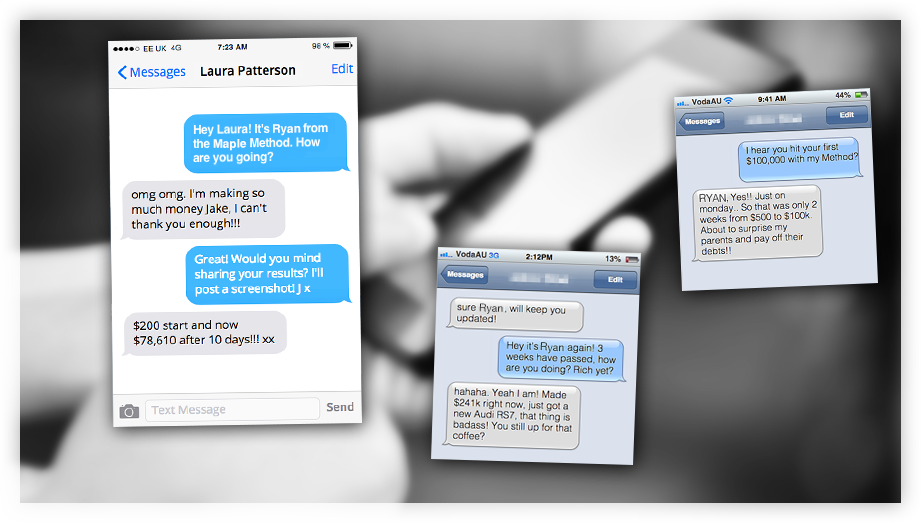 EE UK 4G 7:23 AM 96 %
Messages Laura Patterson Edit
Hey Laura! It's Ryan from
the Maple Method. How
are you going?
omg omg. I'm making so
much money Jake, I can't
thank you enough!!!
Great! Would you mind
sharing your results? I'll
post a screenshot! J x
$200 start and now
$78,610 after 10 days!!! xx
Text Message Send
VodaAU 3G 2:12PM 13%
Messages Edit
sure Ryan, will keep you
updated!
Hey it's Ryan again! 3
weeks have passed, how
are you doing? Rich yet?
hahaha. Yeah I am! Made
$241k right now, just got a
new Audi RS7, that thing is
badass! You still up for that
coffee?
VodaAU 9:41 AM 44%
Messages Edit
I hear you hit your first
$100,000 with my Method?
RYAN, Yes!! Just on
monday.. So that was only 2
weeks from $500 to $100k.
About to surprise my
parents and pay off their
debts!!